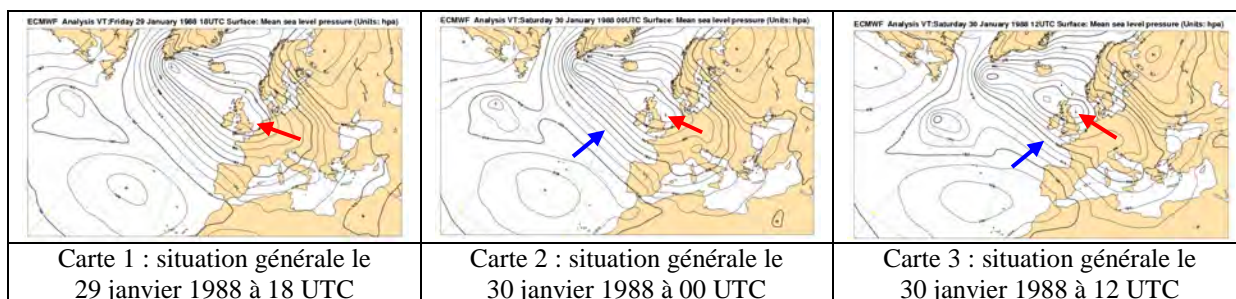 ECMWF Analysis VT:Friday 29 January 1988 18UTC Surface: Mean sea level pressure (Units: hpa)
ECMWF Analysis VT:Saturday 30 January 1988 00UTC Surface: Mean sea level pressure (Units: hpa)
ECMWF Analysis VT:Saturday 30 January 1988 12UTC Surface: Mean sea level pressure (Units: hpa)
Carte 1 : situation générale le
29 janvier 1988 à 18 UTC
Carte 2 : situation générale le
30 janvier 1988 à 00 UTC
Carte 3 : situation générale le
30 janvier 1988 à 12 UTC